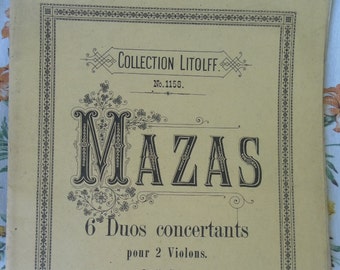 COLLECTION LITOLFF.
No. 1158.
MAZAS
6 Duos concertants
pour 2 Violons.